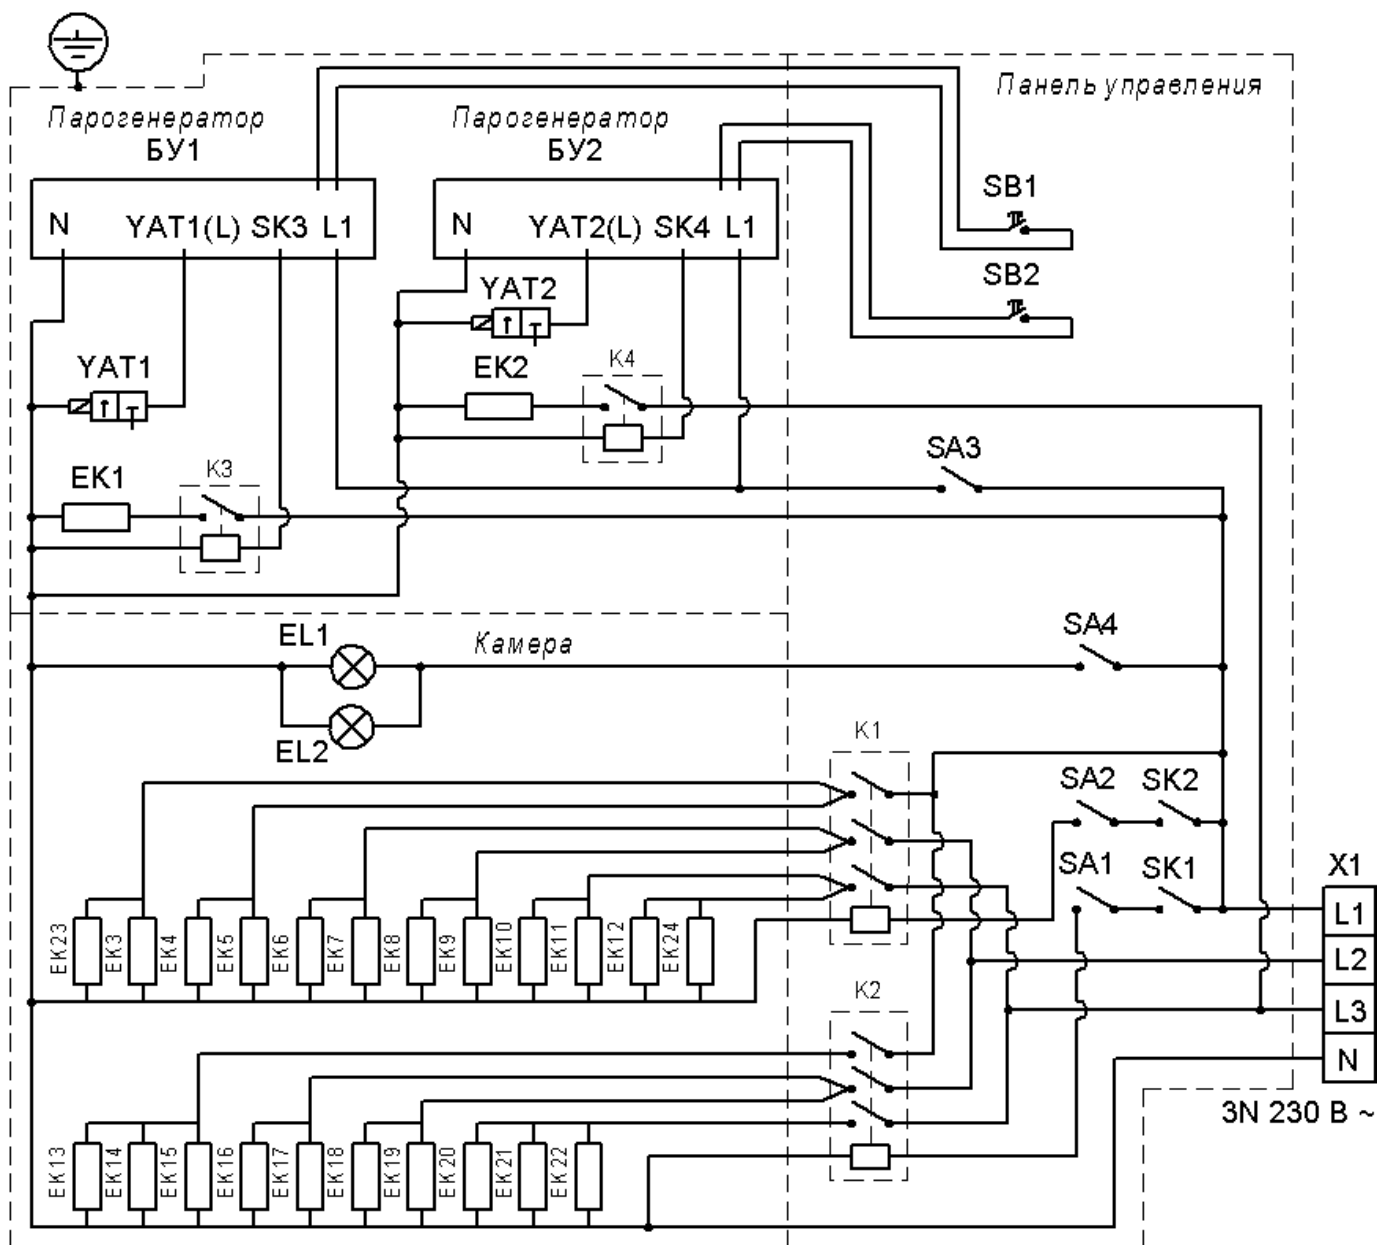 Панель управления
Парогенератор
БУ1
Парогенератор
БУ2
N YAT1(L) SK3 L1
N YAT2(L) SK4 L1
SB1
SB2
YAT2
YAT1
EK2
K4
SA3
EK1
K3
SA4
EL1
Камера
EL2
K1
SA2 SK2
SA1 SK1
X1
L1
L2
L3
N
EK23
EK3
EK4
EK5
EK6
EK7
EK8
EK9
EK10
EK11
EK12
EK24
K2
3N 230 В ~
EK13
EK14
EK15
EK16
EK17
EK18
EK19
EK20
EK21
EK22